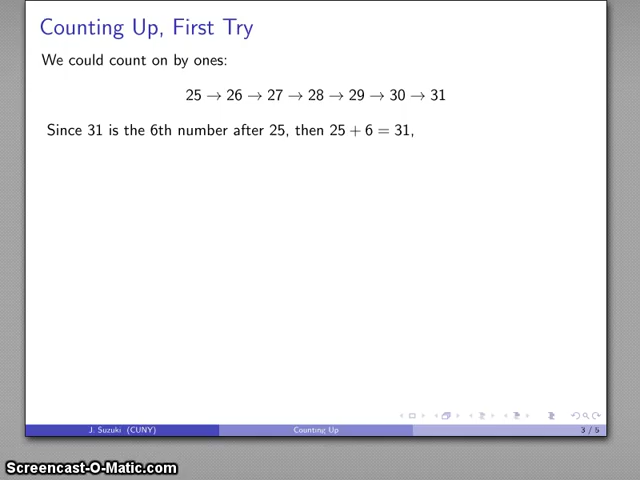 Counting Up, First Try
We could count on by ones:
25 → 26 → 27 → 28 → 29 → 30 → 31
Since 31 is the 6th number after 25, then 25 + 6 = 31,
J. Suzuki (CUNY) Counting Up 3 / 5
Screencast-O-Matic.com